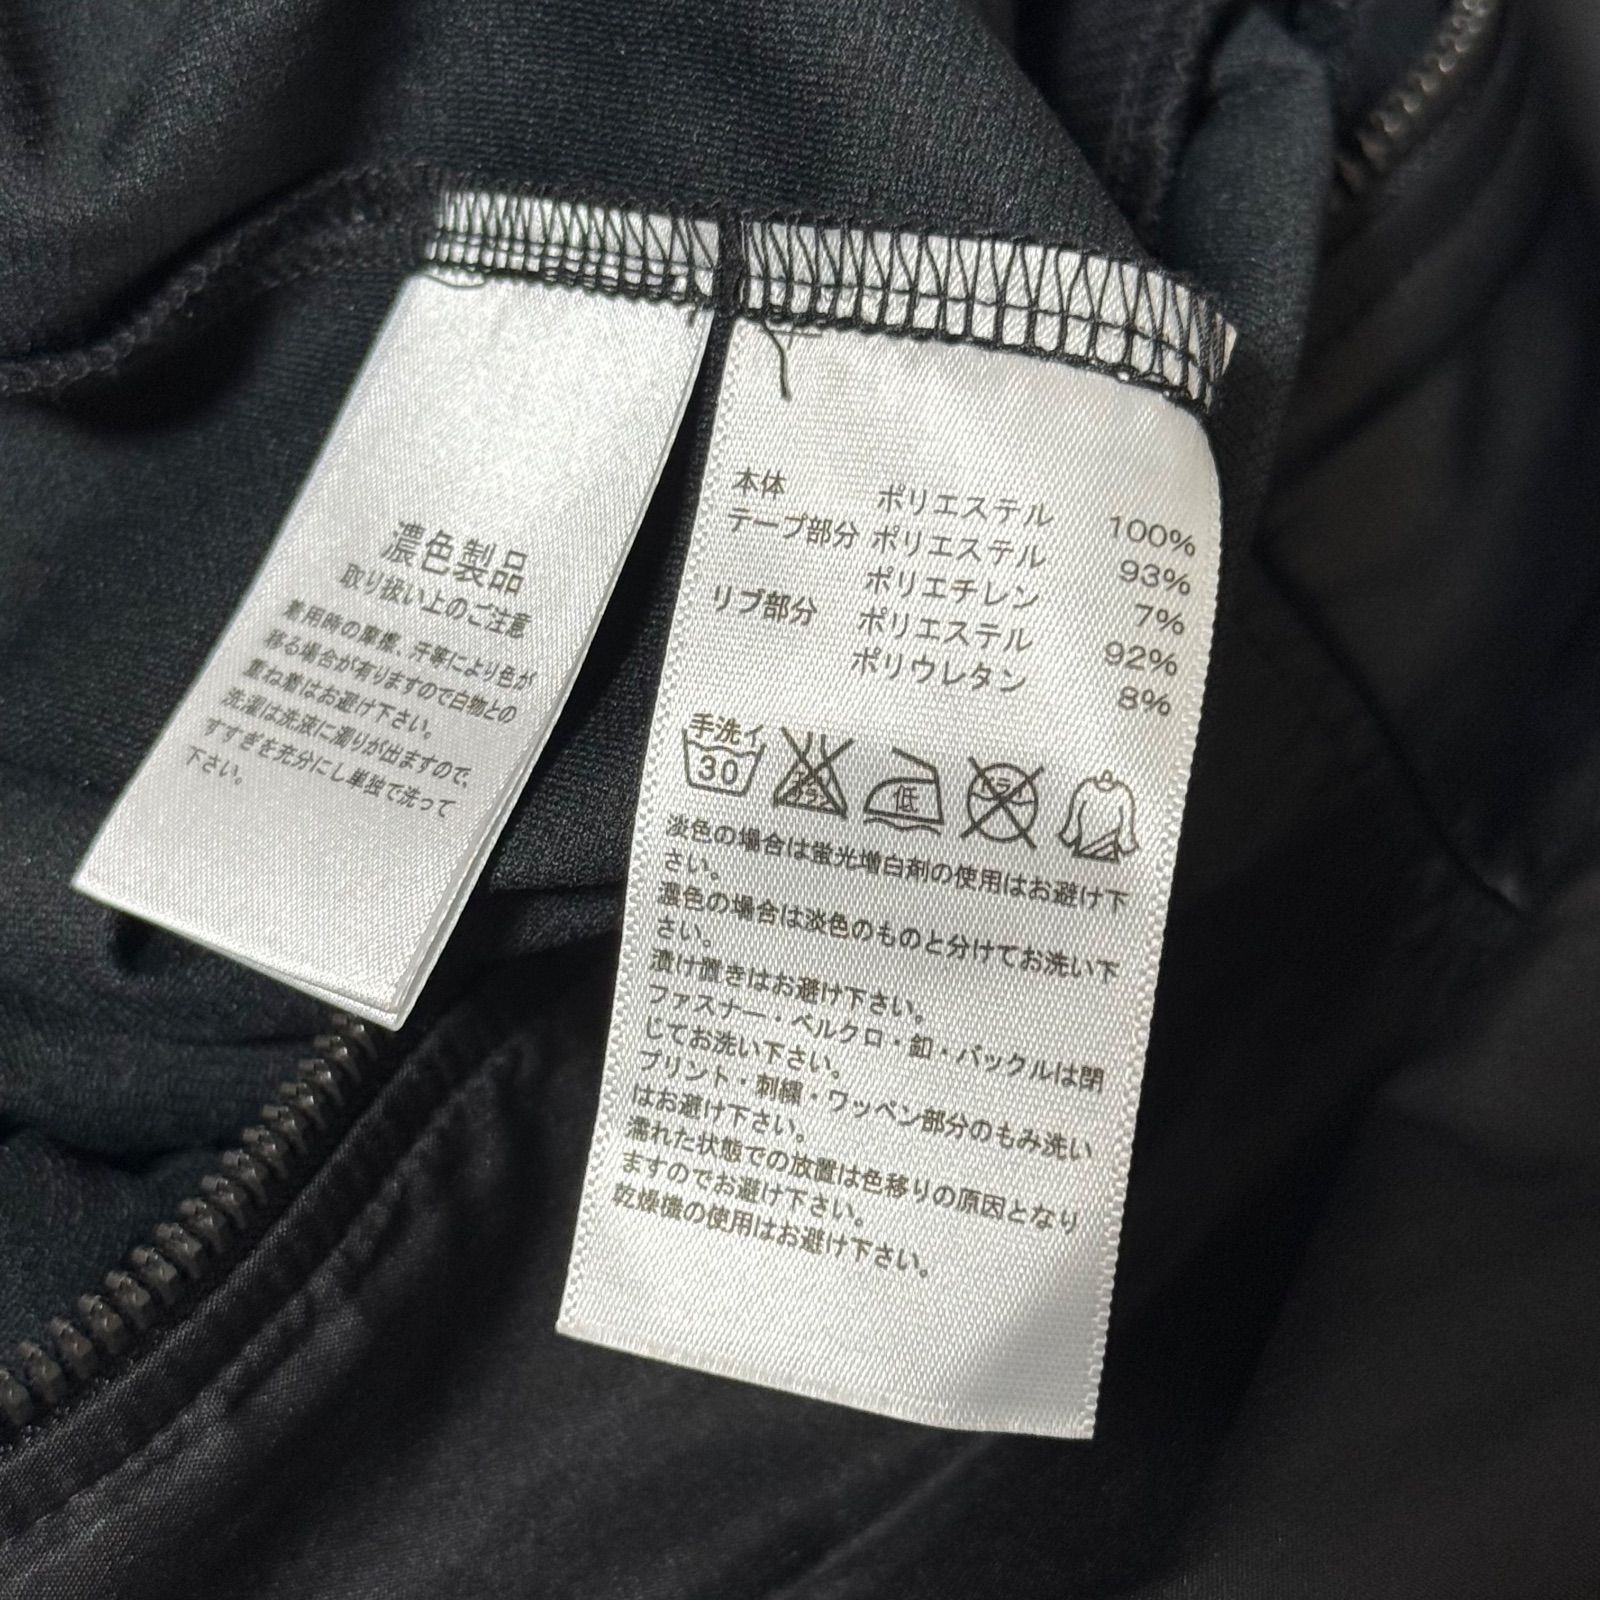 濃色製品
取り扱い上のご注意
着用時の摩擦、汗等により色が
移る場合が有りますので白物との
重ね着はお避け下さい。
洗濯は洗液に濁りが出ますので、
すすぎを充分にし単独で洗って
下さい。
本体 ポリエステル 100%
テープ部分 ポリエステル 93%
ポリエチレン 7%
リブ部分 ポリエステル 92%
ポリウレタン 8%
手洗イ
30
エンソ
サラシ
低
ドライ
淡色の場合は蛍光増白剤の使用はお避け下
さい。
濃色の場合は淡色のものと分けてお洗い下
さい。
漬け置きはお避け下さい。
ファスナー・ベルクロ・釦・バックルは閉
じてお洗い下さい。
プリント・刺繍・ワッペン部分のもみ洗い
はお避け下さい。
濡れた状態での放置は色移りの原因となり
ますのでお避け下さい。
乾燥機の使用はお避け下さい。